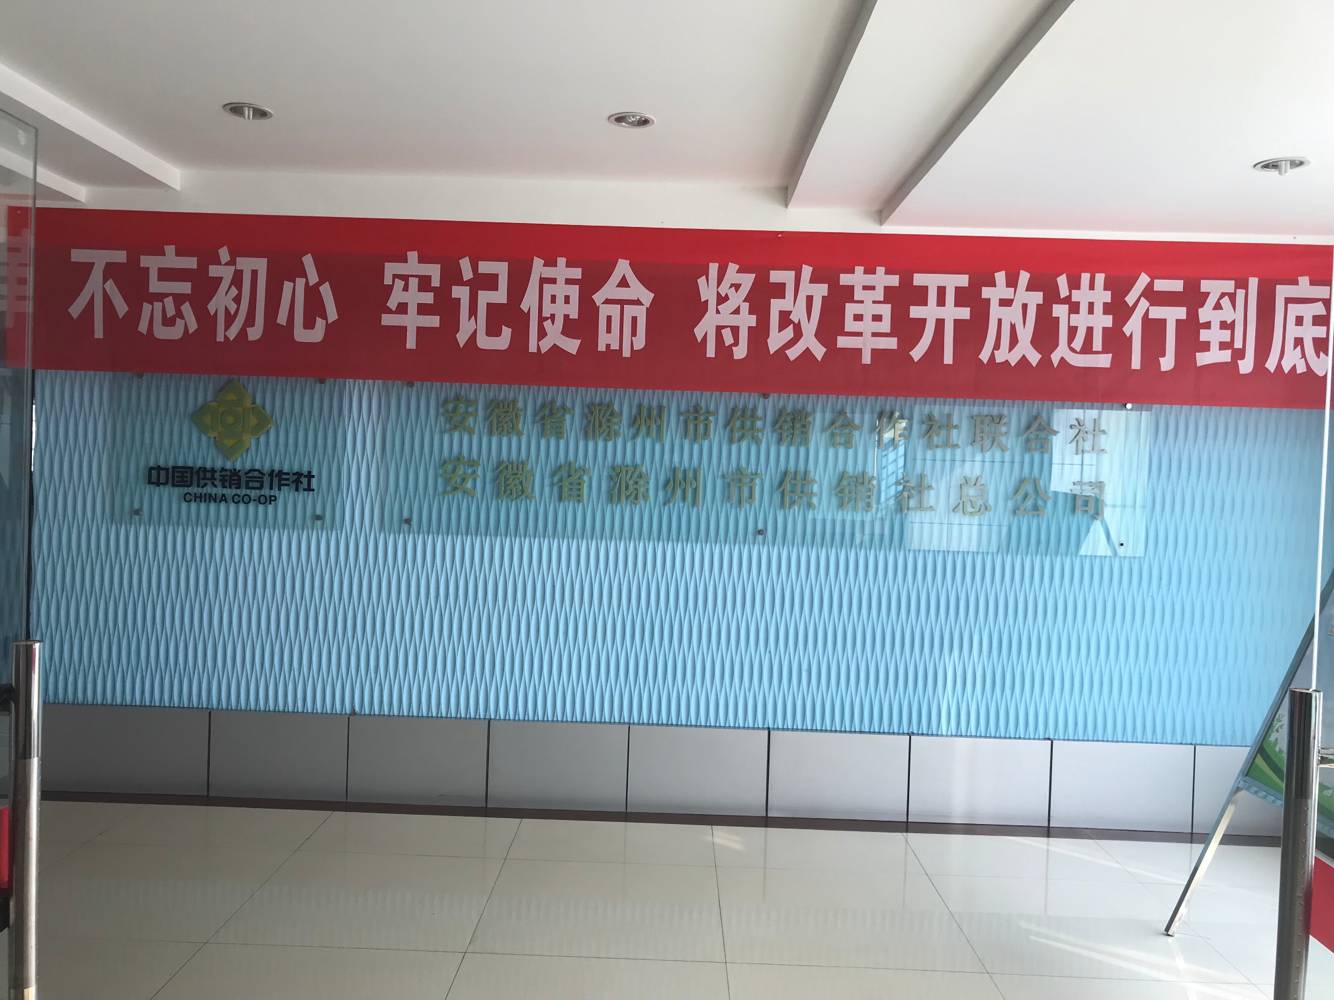 不忘初心 牢记使命 将改革开放进行到底
中国供销合作社
CHINA CO-OP
安徽省滁州市供销合作社联合社
安徽省滁州市供销社总公司